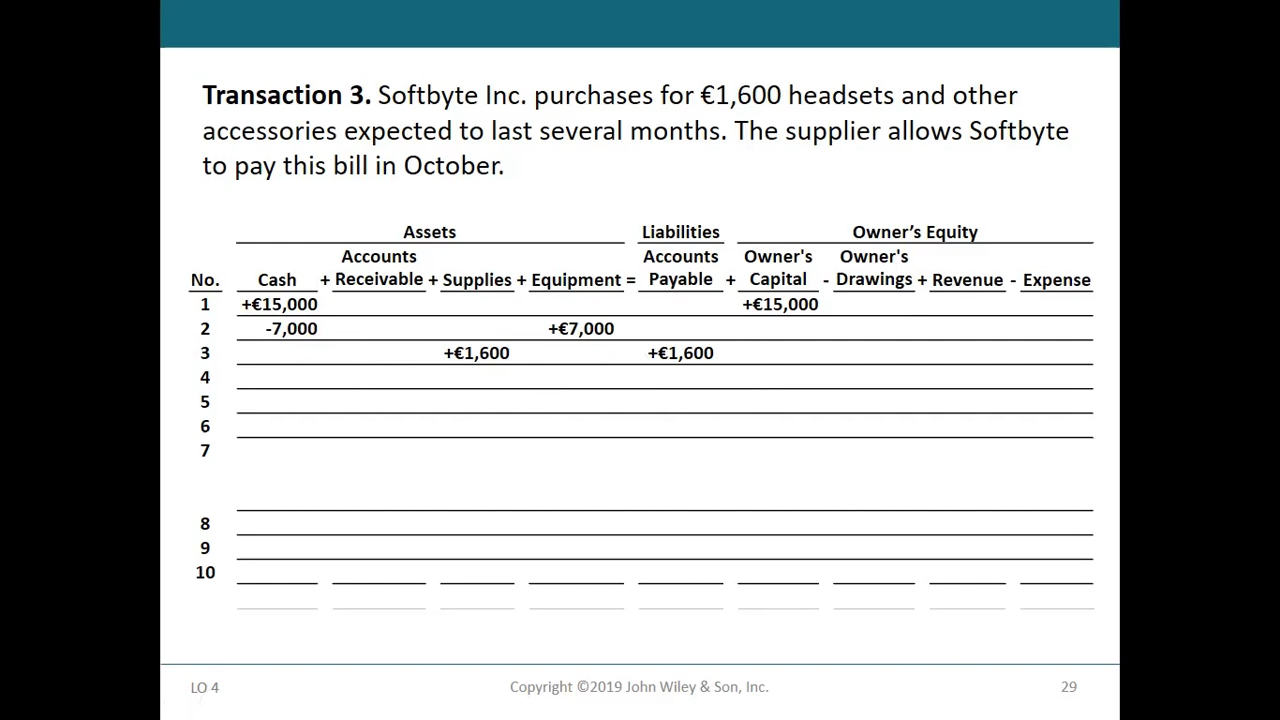 Transaction 3. Softbyte Inc. purchases for €1,600 headsets and other
accessories expected to last several months. The supplier allows Softbyte
to pay this bill in October.
Assets Liabilities Owner’s Equity
Accounts Accounts Owner's Owner's
No. Cash + Receivable + Supplies + Equipment = Payable + Capital - Drawings + Revenue - Expense
1 +€15,000 +€15,000
2 -7,000 +€7,000
3 +€1,600 +€1,600
4
5
6
7
8
9
10
LO 4 Copyright ©2019 John Wiley & Son, Inc. 29